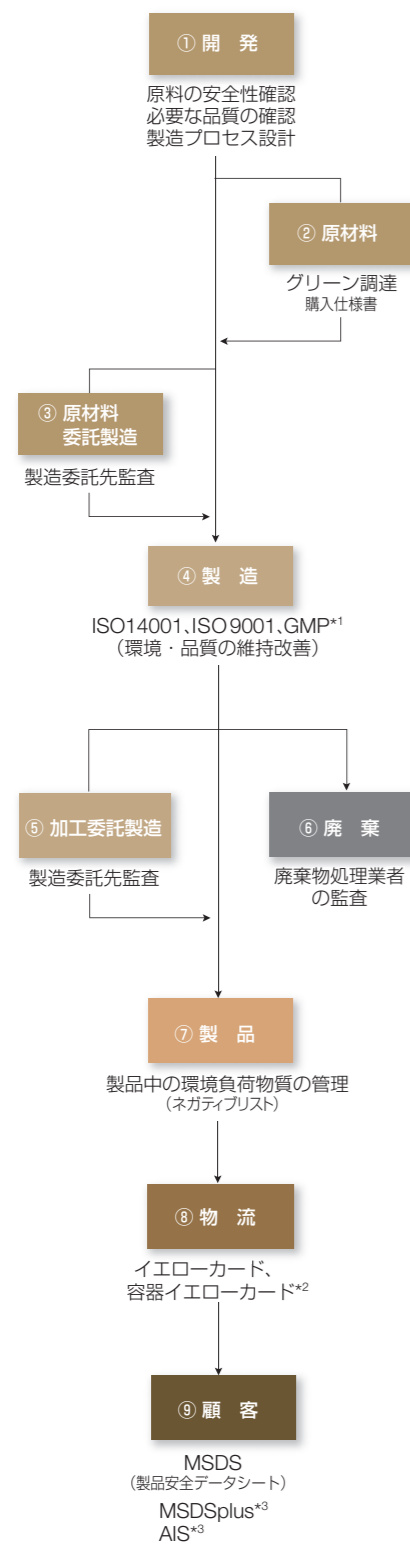 ① 開 発
原料の安全性確認
必要な品質の確認
製造プロセス設計
② 原材料
グリーン調達
購入仕様書
③ 原材料
委託製造
製造委託先監査
④ 製 造
ISO14001、ISO9001、GMP*1
（環境・品質の維持改善）
⑤ 加工委託製造
製造委託先監査
⑥ 廃 棄
廃棄物処理業者
の監査
⑦ 製 品
製品中の環境負荷物質の管理
（ネガティブリスト）
⑧ 物 流
イエローカード、
容器イエローカード*2
⑨ 顧 客
MSDS
（製品安全データシート）
MSDSplus*3
AIS*3